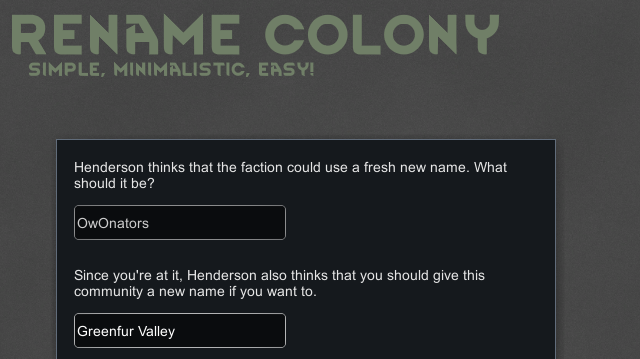 RENAME COLONY
SIMPLE, MINIMALISTIC, EASY!
Henderson thinks that the faction could use a fresh new name. What
should it be?
OwOnators
Since you're at it, Henderson also thinks that you should give this
community a new name if you want to.
Greenfur Valley